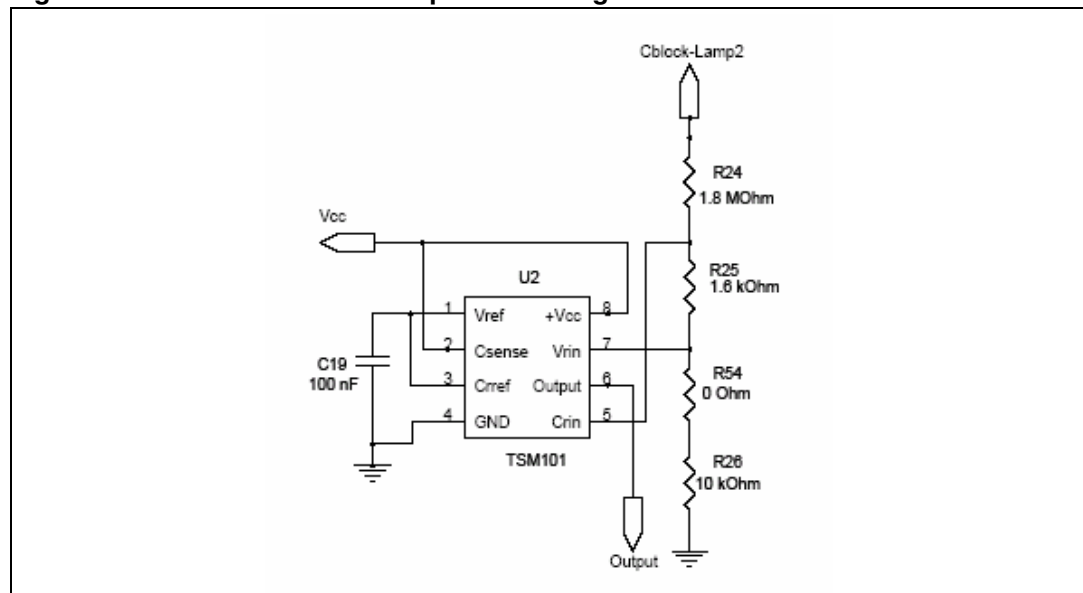 Cblock-Lamp2
R24
1.8 MOhm
Vcc
R25
1.6 kOhm
U2
1 Vref +Vcc 8
2 Csense Vrin 7
3 Crref Output 6
4 GND Crin 5
C19
100 nF
R54
0 Ohm
TSM101
R26
10 kOhm
Output